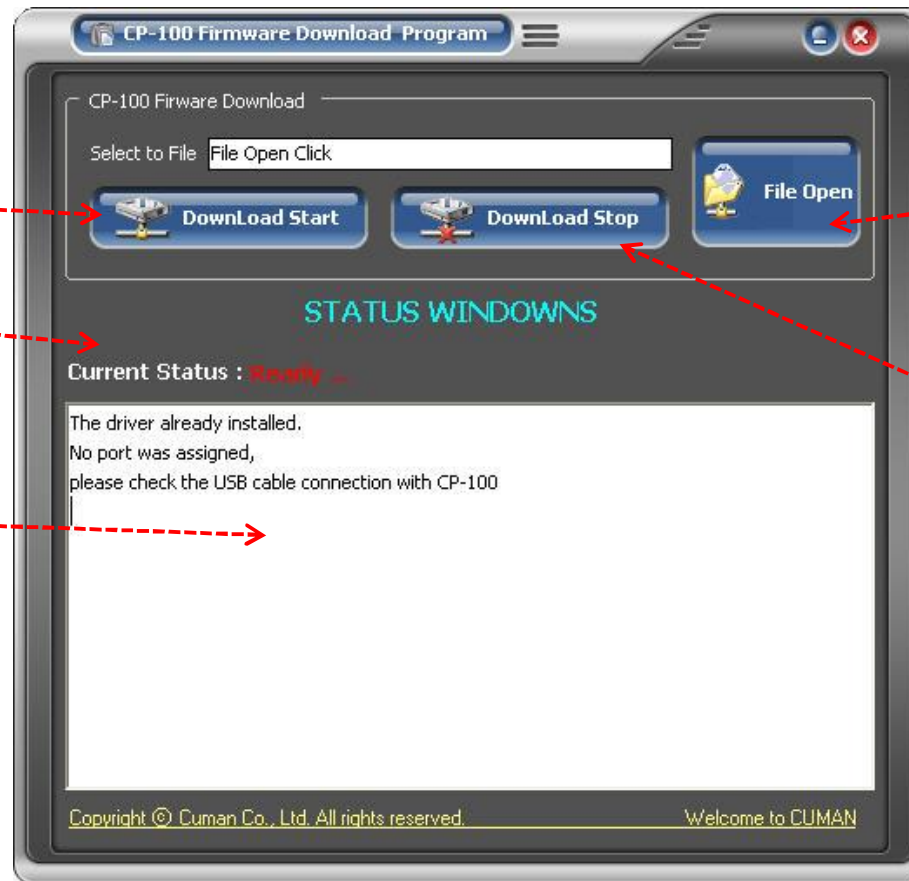 CP-100 Firmware Download Program
CP-100 Firware Download
Select to File File Open Click
File Open
DownLoad Start DownLoad Stop
STATUS WINDOWNS
Current Status : Ready ...
The driver already installed.
No port was assigned,
please check the USB cable connection with CP-100
Copyright © Cuman Co., Ltd. All rights reserved. Welcome to CUMAN